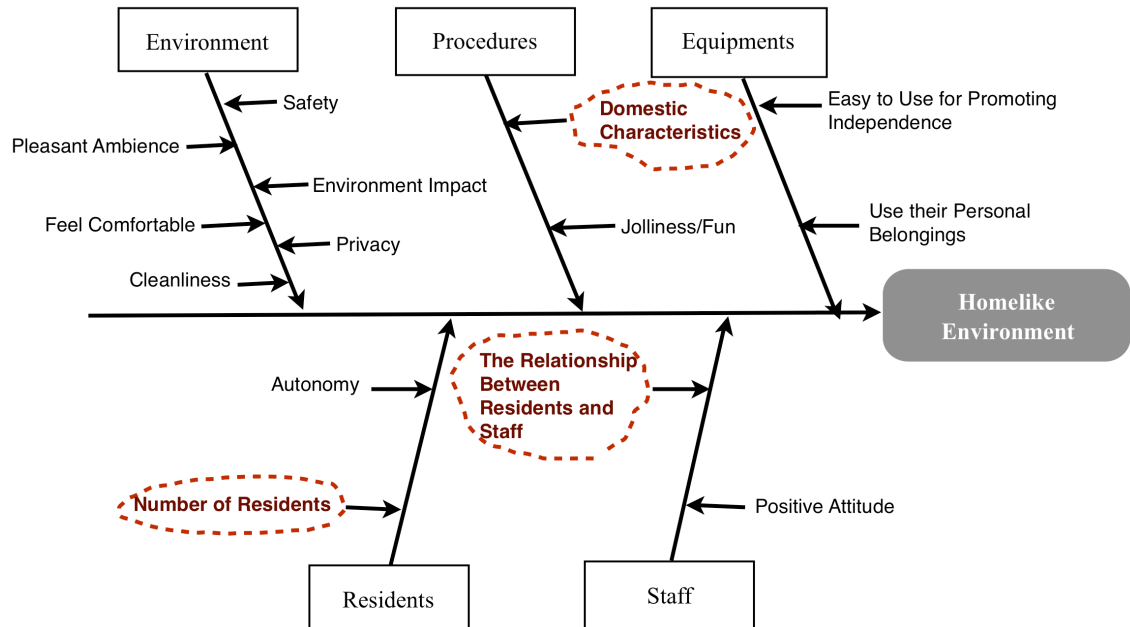 Environment
Procedures
Equipments
Safety
Pleasant Ambience
Environment Impact
Feel Comfortable
Privacy
Cleanliness
Domestic
Characteristics
Jolliness/Fun
Easy to Use for Promoting
Independence
Use their Personal
Belongings
Homelike
Environment
Autonomy
Number of Residents
The Relationship
Between
Residents and
Staff
Positive Attitude
Residents
Staff